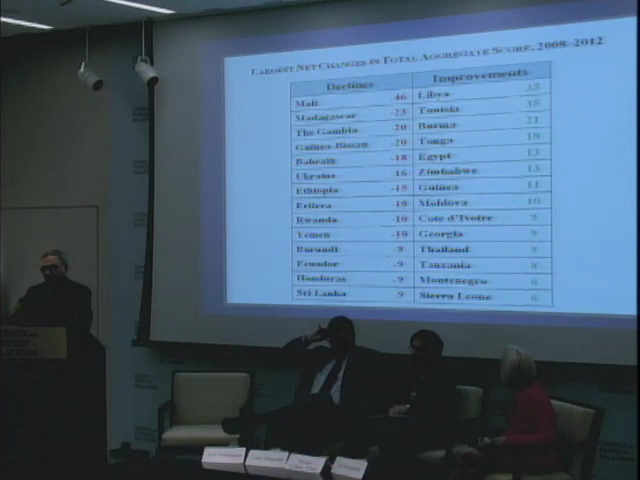 LARGEST NET CHANGES IN TOTAL AGGREGATE SCORE, 2008-2012
Declines Improvements
Mali -46 Libya 35
Madagascar -23 Tunisia 35
The Gambia -20 Burma 21
Guinea-Bissau -20 Tonga 19
Bahrain -18 Egypt 13
Ukraine -16 Zimbabwe 13
Ethiopia -15 Guinea 11
Eritrea -10 Moldova 10
Rwanda -10 Cote d'Ivoire 9
Yemen -10 Georgia 9
Burundi -9 Thailand 9
Ecuador -9 Tanzania
Honduras -9 Montenegro
Sri Lanka -9 Sierra Leone
RELATIONS